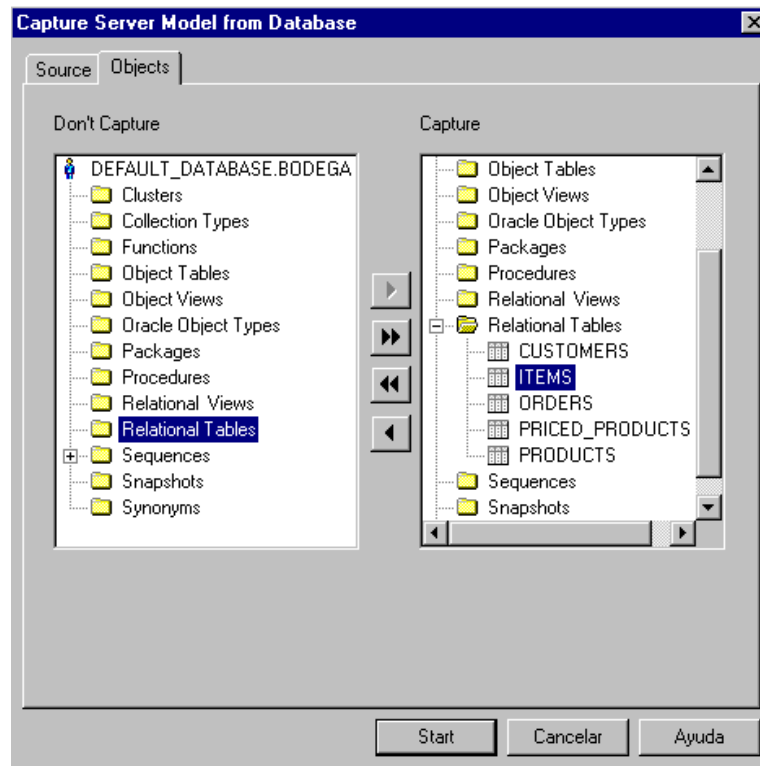 Capture Server Model from Database
Source
Objects
Don't Capture
DEFAULT_DATABASE.BODEGA
Clusters
Collection Types
Functions
Object Tables
Object Views
Oracle Object Types
Packages
Procedures
Relational Views
Relational Tables
Sequences
Snapshots
Synonyms
Capture
Object Tables
Object Views
Oracle Object Types
Packages
Procedures
Relational Views
Relational Tables
CUSTOMERS
ITEMS
ORDERS
PRICED_PRODUCTS
PRODUCTS
Sequences
Snapshots
Start
Cancelar
Ayuda